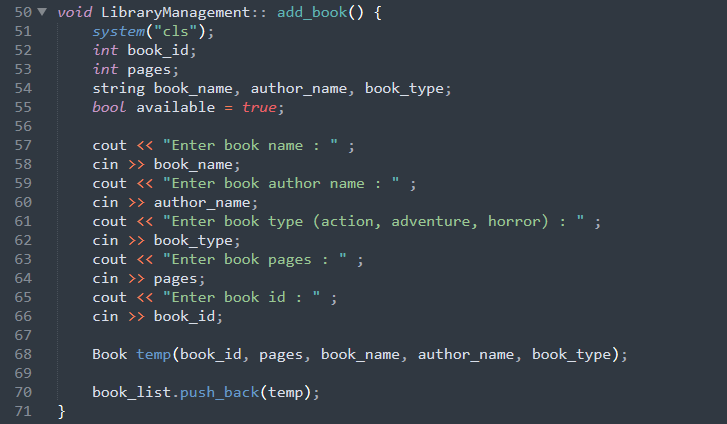 50 void LibraryManagement:: add_book() {
51     system("cls");
52     int book_id;
53     int pages;
54     string book_name, author_name, book_type;
55     bool available = true;
56
57     cout << "Enter book name : " ;
58     cin >> book_name;
59     cout << "Enter book author name : " ;
60     cin >> author_name;
61     cout << "Enter book type (action, adventure, horror) : " ;
62     cin >> book_type;
63     cout << "Enter book pages : " ;
64     cin >> pages;
65     cout << "Enter book id : " ;
66     cin >> book_id;
67
68     Book temp(book_id, pages, book_name, author_name, book_type);
69
70     book_list.push_back(temp);
71 }